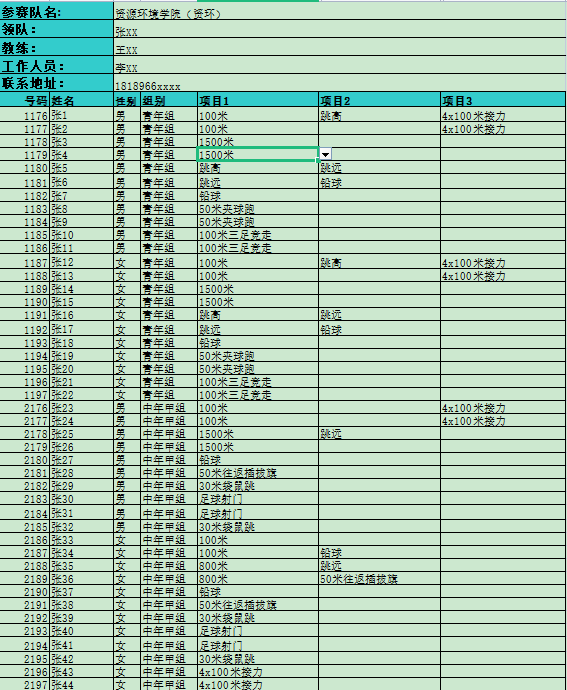 参赛队名: 资源环境学院（资环）
领队: 张xx
教练: 王xx
工作人员: 李xx
联系地址: 1818966xxxx
号码 姓名 性别 组别 项目1 项目2 项目3
1176 张1 男 青年组 100米 跳高 4x100米接力
1177 张2 男 青年组 100米 4x100米接力
1178 张3 男 青年组 1500米
1179 张4 男 青年组 1500米
1180 张5 男 青年组 跳高 跳远
1181 张6 男 青年组 跳远 铅球
1182 张7 男 青年组 铅球
1183 张8 男 青年组 50米夹球跑
1184 张9 男 青年组 50米夹球跑
1185 张10 男 青年组 100米三足竞走
1186 张11 男 青年组 100米三足竞走
1187 张12 女 青年组 100米 跳高 4x100米接力
1188 张13 女 青年组 100米 4x100米接力
1189 张14 女 青年组 1500米
1190 张15 女 青年组 1500米
1191 张16 女 青年组 跳高 跳远
1192 张17 女 青年组 跳远 铅球
1193 张18 女 青年组 铅球
1194 张19 女 青年组 50米夹球跑
1195 张20 女 青年组 50米夹球跑
1196 张21 女 青年组 100米三足竞走
1197 张22 女 青年组 100米三足竞走
2176 张23 男 中年甲组 100米 4x100米接力
2177 张24 男 中年甲组 100米 4x100米接力
2178 张25 男 中年甲组 1500米 跳远
2179 张26 男 中年甲组 1500米
2180 张27 男 中年甲组 铅球
2181 张28 男 中年甲组 50米往返插拔旗
2182 张29 男 中年甲组 30米袋鼠跳
2183 张30 男 中年甲组 足球射门
2184 张31 男 中年甲组 足球射门
2185 张32 男 中年甲组 30米袋鼠跳
2186 张33 女 中年甲组 100米
2187 张34 女 中年甲组 100米 铅球
2188 张35 女 中年甲组 800米 跳远
2189 张36 女 中年甲组 800米 50米往返插拔旗
2190 张37 女 中年甲组 铅球
2191 张38 女 中年甲组 50米往返插拔旗
2192 张39 女 中年甲组 30米袋鼠跳
2193 张40 女 中年甲组 足球射门
2194 张41 女 中年甲组 足球射门
2195 张42 女 中年甲组 30米袋鼠跳
2196 张43 女 中年甲组 4x100米接力
2197 张44 女 中年甲组 4x100米接力